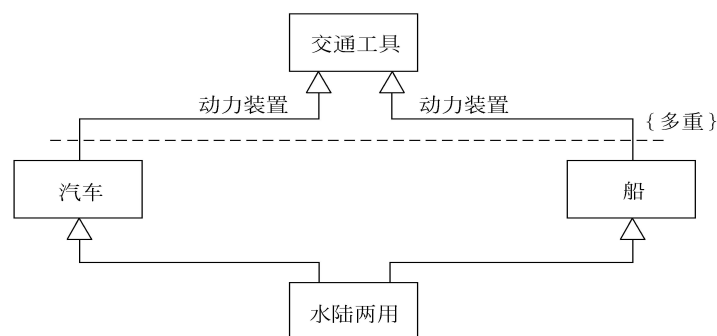 交通工具
动力装置
动力装置
{多重}
汽车
船
水陆两用